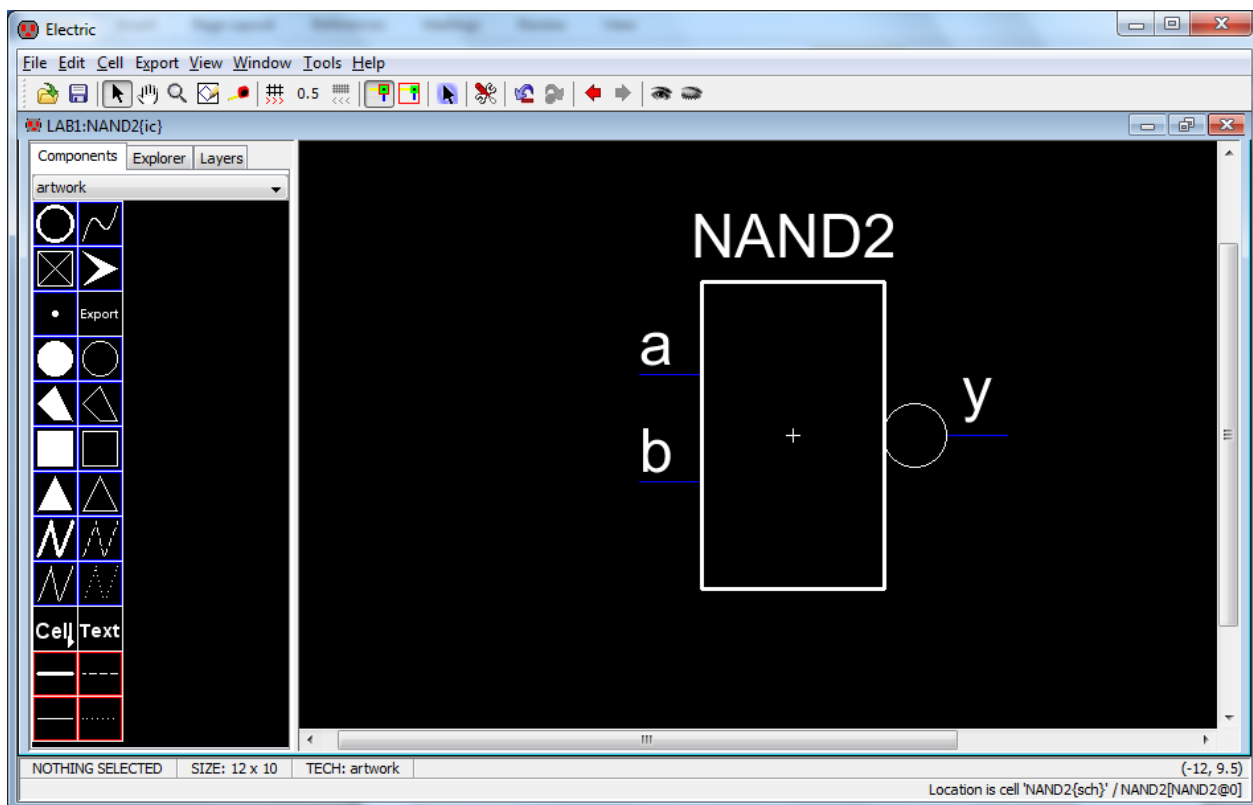 Electric
File Edit Cell Export View Window Tools Help
0.5
LAB1:NAND2{ic}
Components Explorer Layers
artwork
Export
Cell Text
NAND2
a
b
y
NOTHING SELECTED SIZE: 12 x 10 TECH: artwork (-12, 9.5)
Location is cell 'NAND2{sch}' / NAND2[NAND2@0]